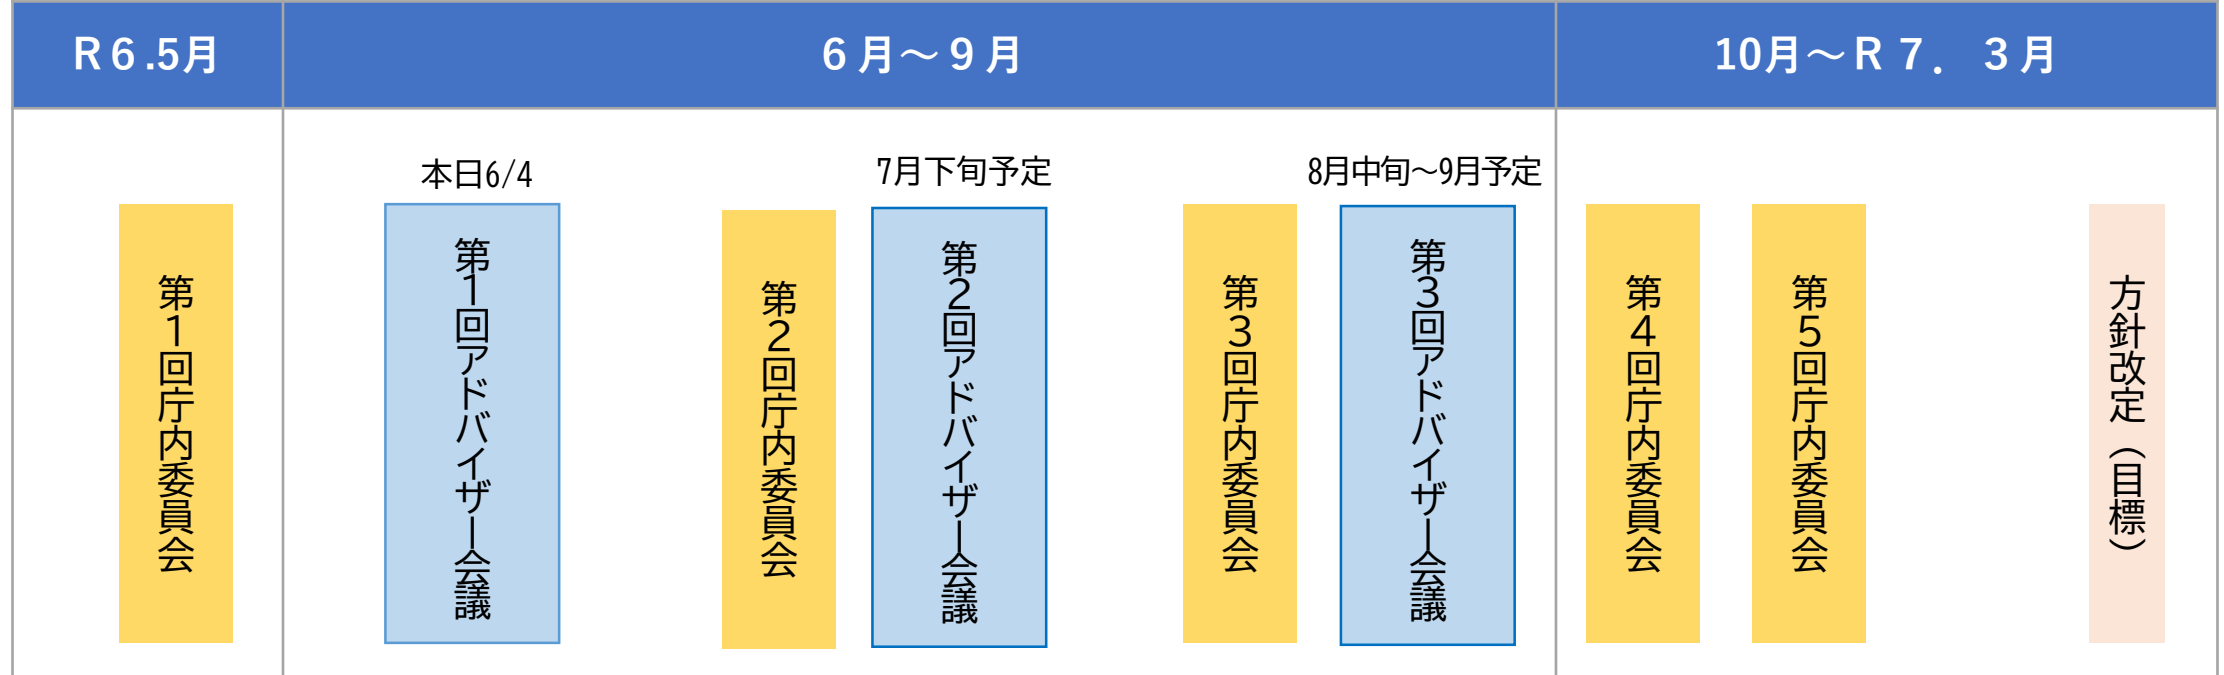 Ｒ６.5月
６月～９月
10月～Ｒ７．３月
本日6/4
7月下旬予定
8月中旬～9月予定
第１回庁内委員会
第１回アドバイザー会議
第２回庁内委員会
第２回アドバイザー会議
第３回庁内委員会
第３回アドバイザー会議
第４回庁内委員会
第５回庁内委員会
方針改定（目標）